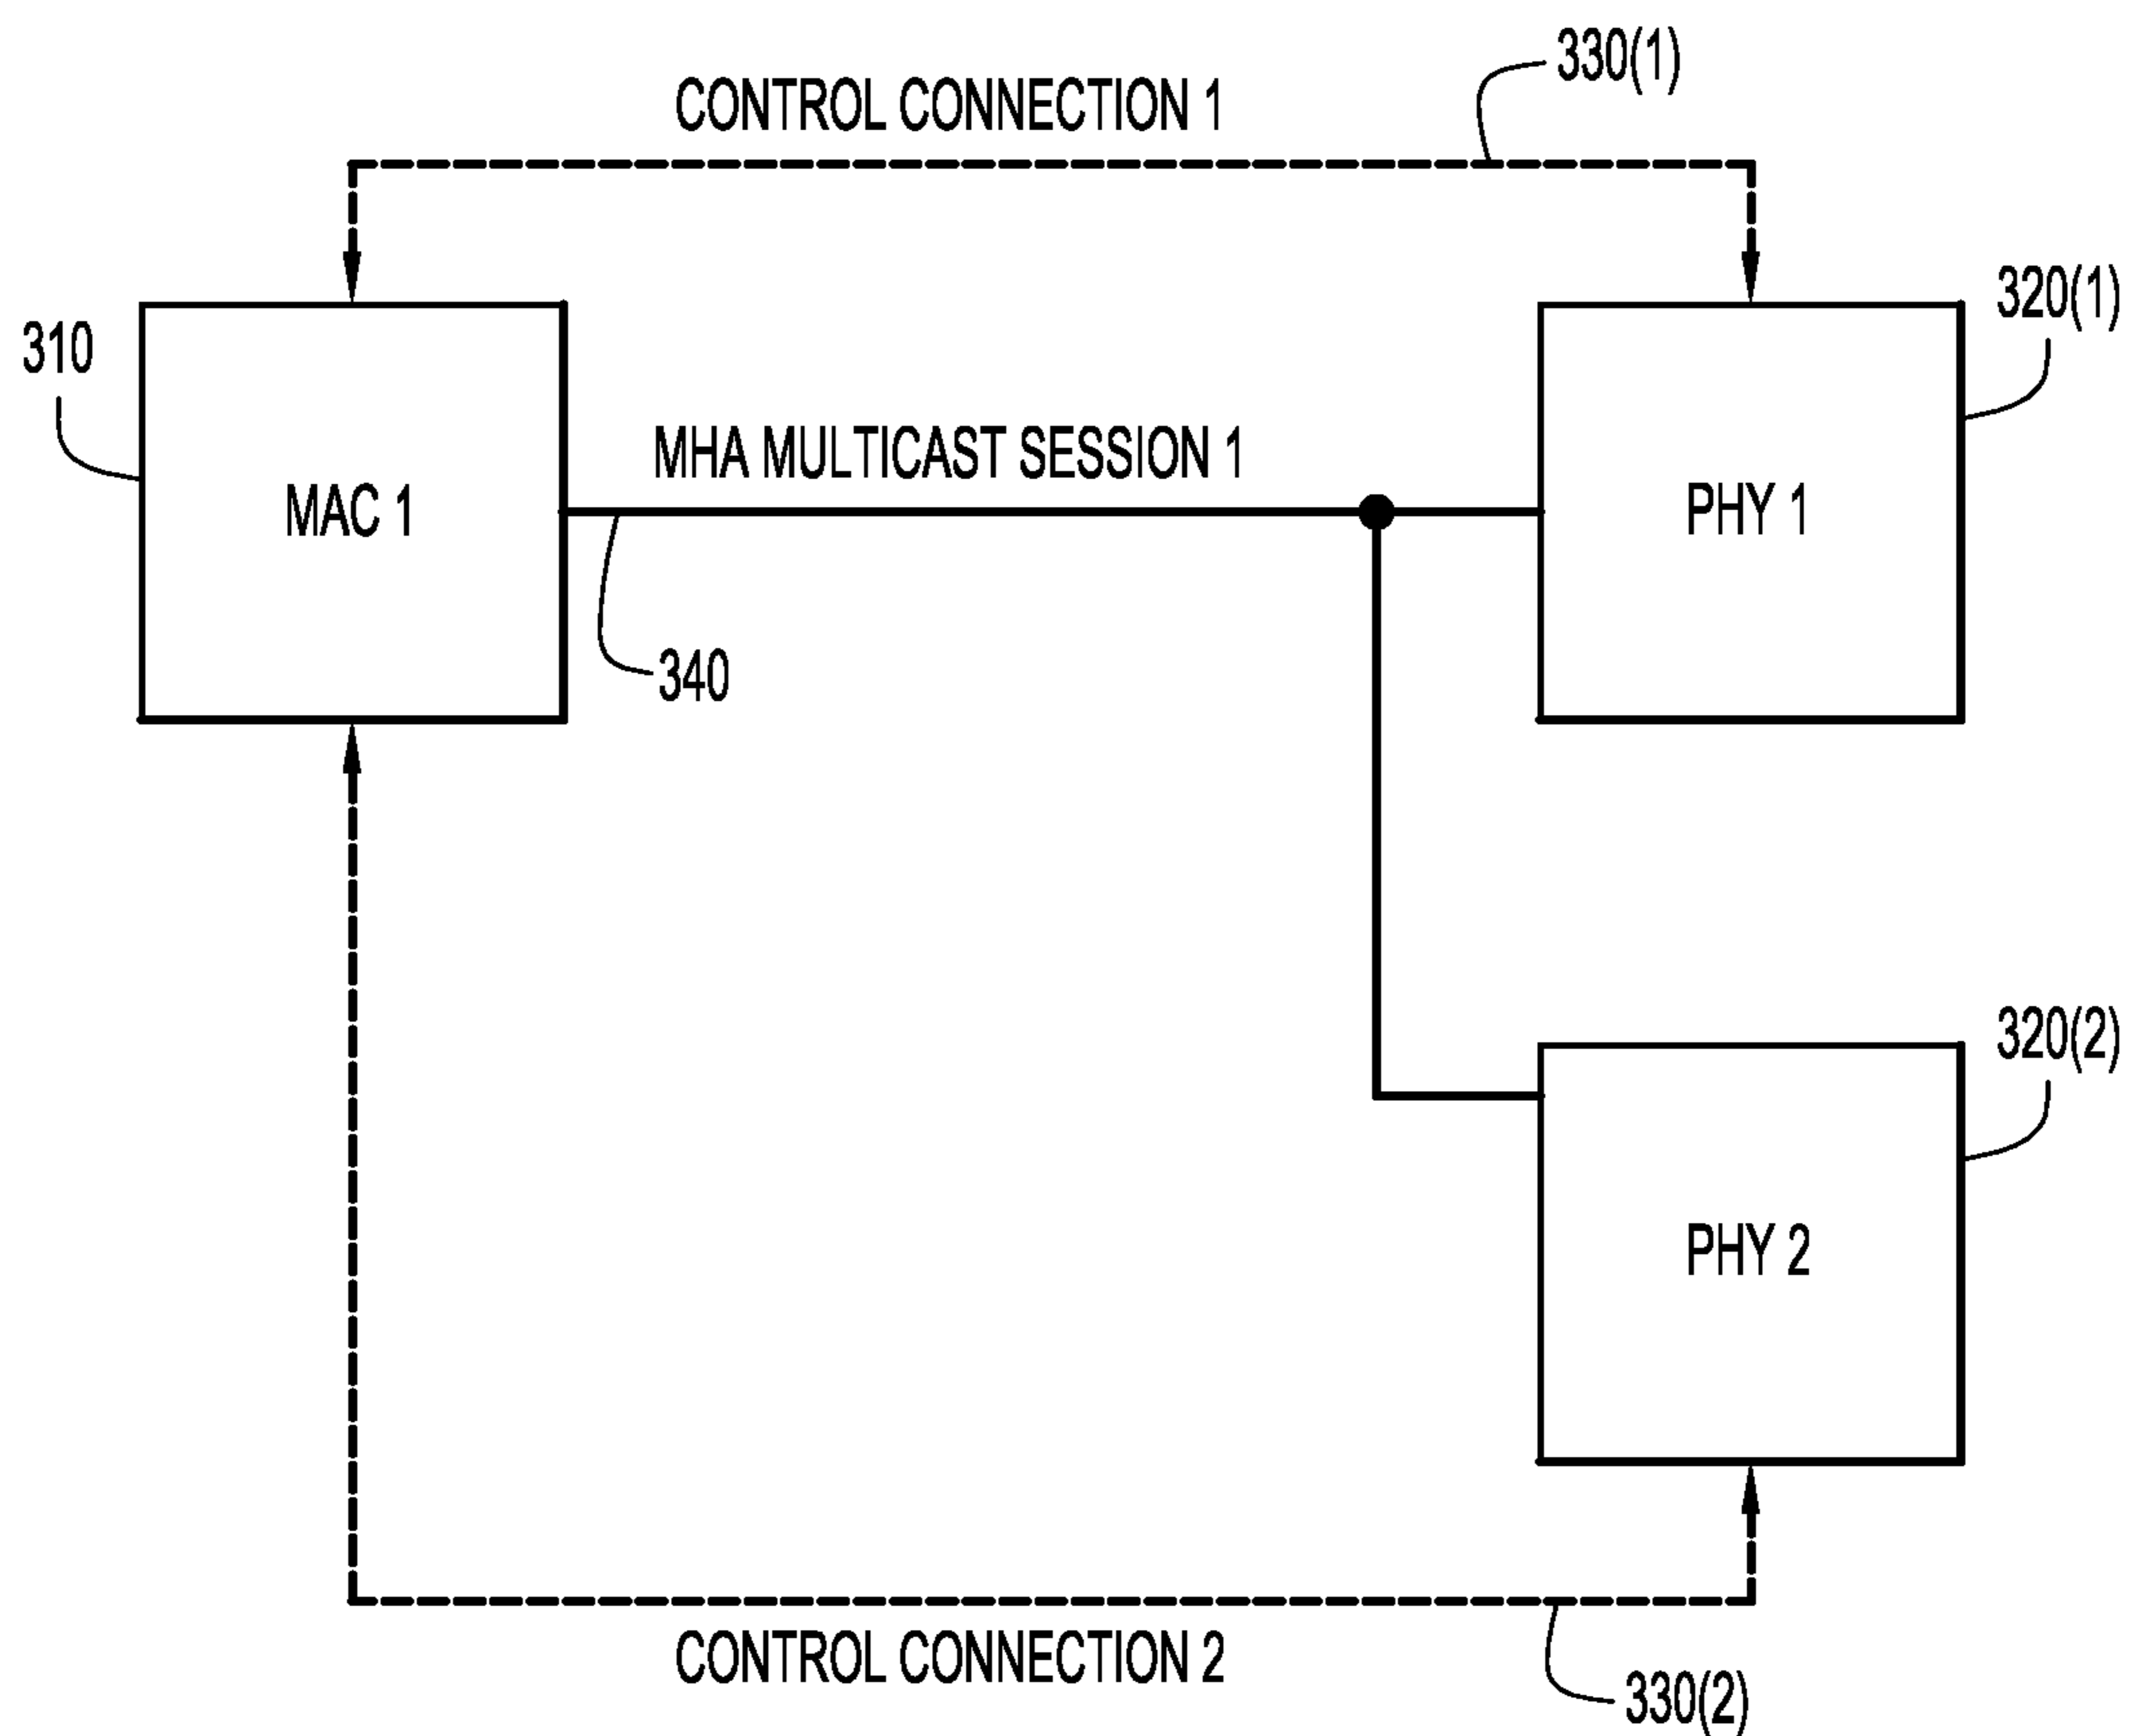 330(1)
CONTROL CONNECTION 1
320(1)
310
MHA MULTICAST SESSION 1
MAC 1
PHY 1
340
320(2)
PHY 2
CONTROL CONNECTION 2
330(2)